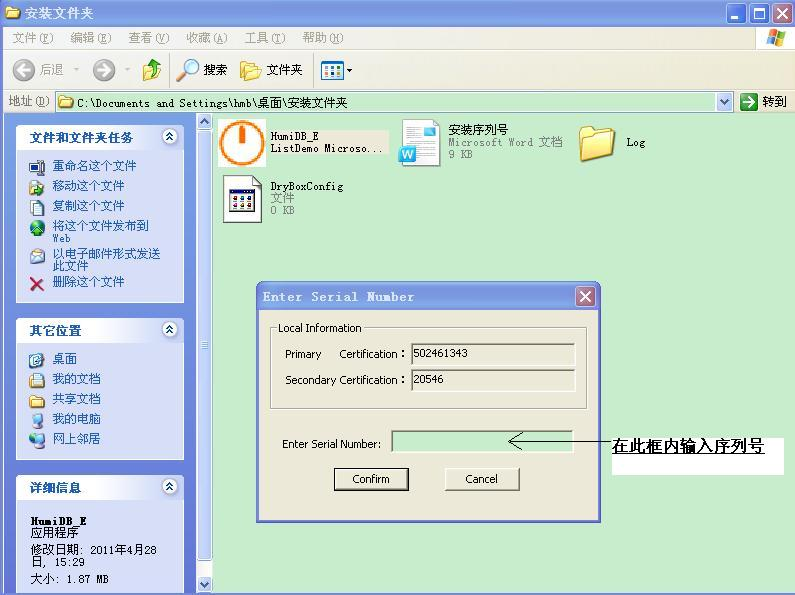 安装文件夹
文件(F) 编辑(E) 查看(V) 收藏(A) 工具(T) 帮助(H)
后退 搜索 文件夹
地址(D) C:\Documents and Settings\hmb\桌面\安装文件夹 转到
文件和文件夹任务
重命名这个文件
移动这个文件
复制这个文件
将这个文件发布到
Web
以电子邮件形式发送
此文件
删除这个文件
其它位置
桌面
我的文档
共享文档
我的电脑
网上邻居
详细信息
HumiDB_E
应用程序
修改日期: 2011年4月28
日, 15:29
大小: 1.87 MB
HumiDB_E
ListDemo Microso...
安装序列号
Microsoft Word 文档
9 KB
Log
DryBoxConfig
文件
0 KB
Enter Serial Number
Local Information
Primary Certification: 502461343
Secondary Certification: 20546
Enter Serial Number:
Confirm Cancel
在此框内输入序列号